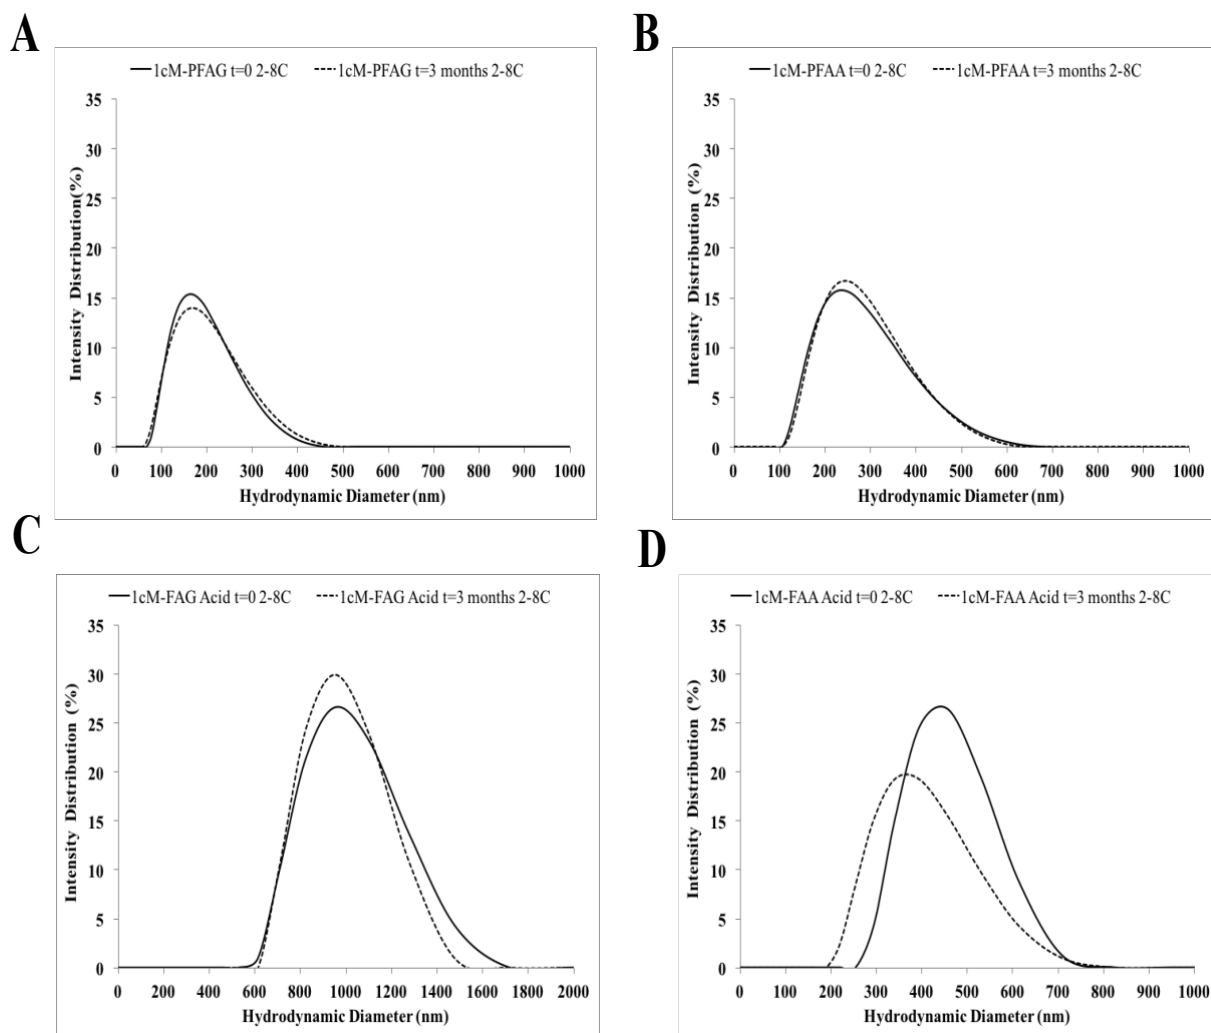 A
1cM-PFAG t=0 2-8C 1cM-PFAG t=3 months 2-8C
35
30
25
20
15
10
5
0
Intensity Distribution(%)
0 100 200 300 400 500 600 700 800 900 1000
Hydrodynamic Diameter (nm)
B
1cM-PFAA t=0 2-8C 1cM-PFAA t=3 months 2-8C
35
30
25
20
15
10
5
0
Intensity Distribution (%)
0 100 200 300 400 500 600 700 800 900 1000
Hydrodynamic Diameter (nm)
C
1cM-FAG Acid t=0 2-8C 1cM-FAG Acid t=3 months 2-8C
35
30
25
20
15
10
5
0
Intensity Distribution (%)
0 200 400 600 800 1000 1200 1400 1600 1800 2000
Hydrodynamic Diameter (nm)
D
1cM-FAA Acid t=0 2-8C 1cM-FAA Acid t=3 months 2-8C
35
30
25
20
15
10
5
0
Intensity Distribution (%)
0 100 200 300 400 500 600 700 800 900 1000
Hydrodynamic Diameter (nm)